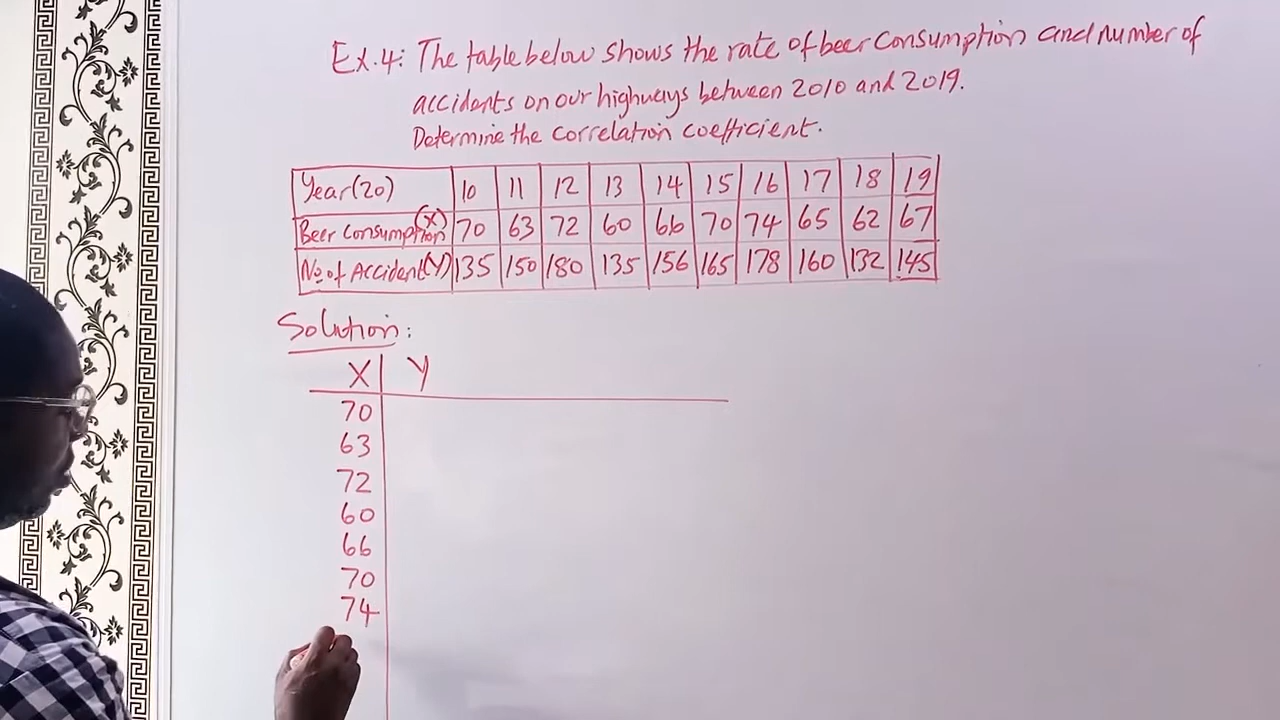 Ex.4: The table below shows the rate of beer consumption and number of
accidents on our highways between 2010 and 2019.
Determine the correlation coefficient.
Year(20) 10 11 12 13 14 15 16 17 18 19
Beer Consumption (X) 70 63 72 60 66 70 74 65 62 67
No of Accident(Y) 135 150 180 135 156 165 178 160 132 145
Solution:
X Y
70
63
72
60
66
70
74